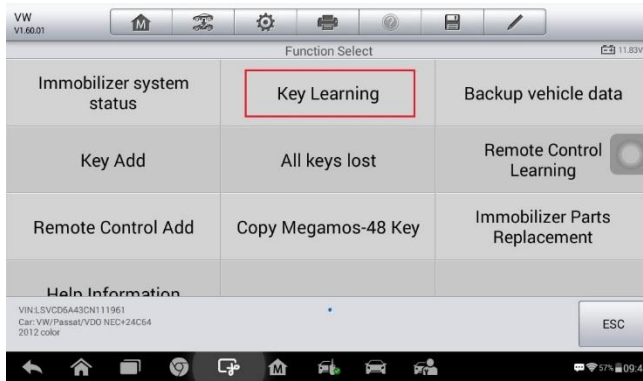 VW
V1.60.01
Function Select
11.83V
Immobilizer system
status
Key Learning
Backup vehicle data
Key Add
All keys lost
Remote Control
Learning
Remote Control Add
Copy Megamos-48 Key
Immobilizer Parts
Replacement
Help Information
VIN:LSVCD6A43CN111961
Car: VW/Passat/VDO NEC+24C64
2012 color
ESC
57%
09:4